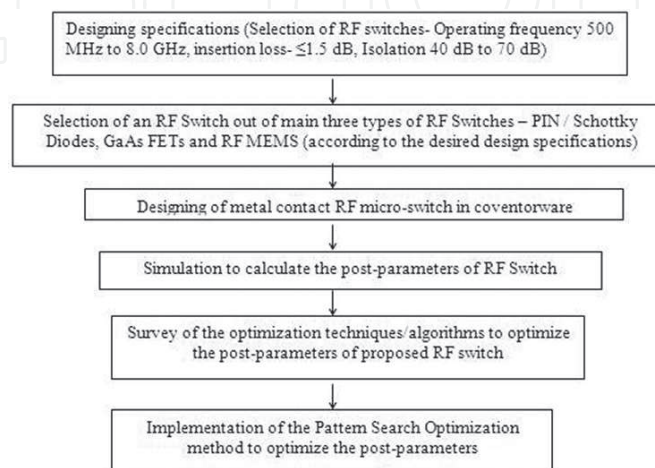 Designing specifications (Selection of RF switches- Operating frequency 500
MHz to 8.0 GHz, insertion loss- ≤1.5 dB, Isolation 40 dB to 70 dB)
Selection of an RF Switch out of main three types of RF Switches – PIN / Schottky
Diodes, GaAs FETs and RF MEMS (according to the desired design specifications)
Designing of metal contact RF micro-switch in coventorware
Simulation to calculate the post-parameters of RF Switch
Survey of the optimization techniques/algorithms to optimize
the post-parameters of proposed RF switch
Implementation of the Pattern Search Optimization
method to optimize the post-parameters